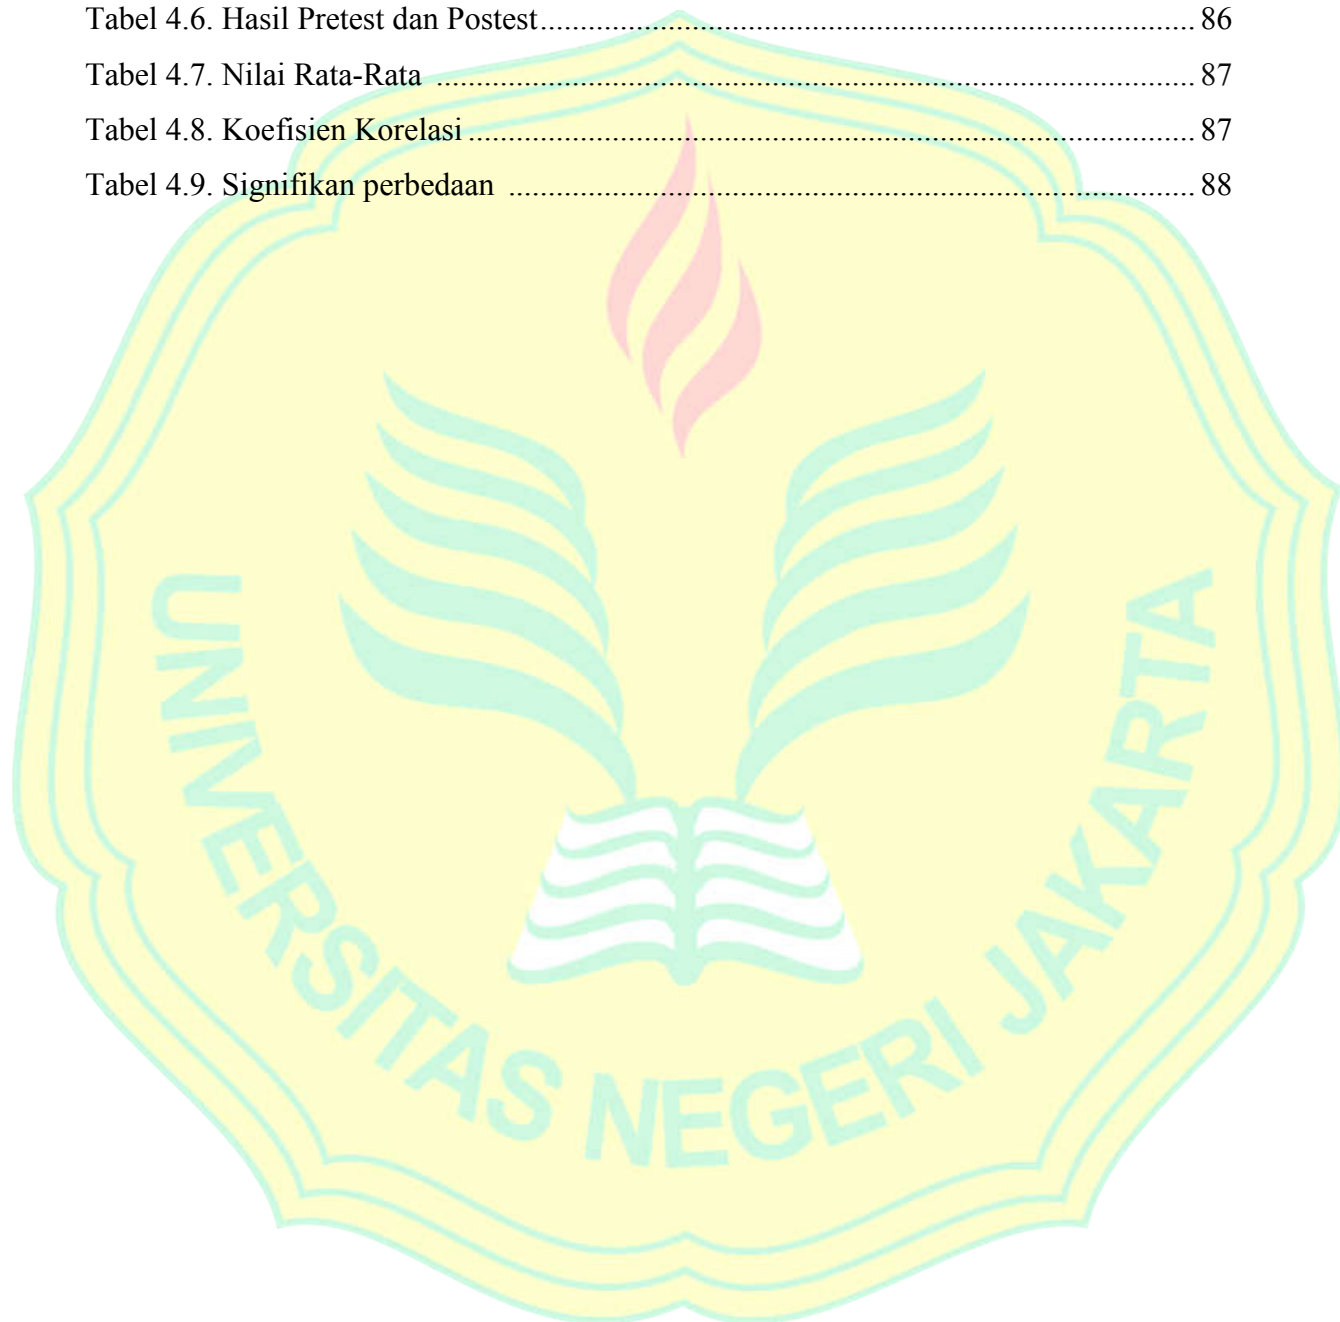 Tabel 4.6. Hasil Pretest dan Postest.................................................................................. 86
Tabel 4.7. Nilai Rata-Rata ............................................................................................... 87
Tabel 4.8. Koefisien Korelasi ........................................................................................... 87
Tabel 4.9. Signifikan perbedaan ...................................................................................... 88
UNIVERSITAS NEGERI JAKARTA